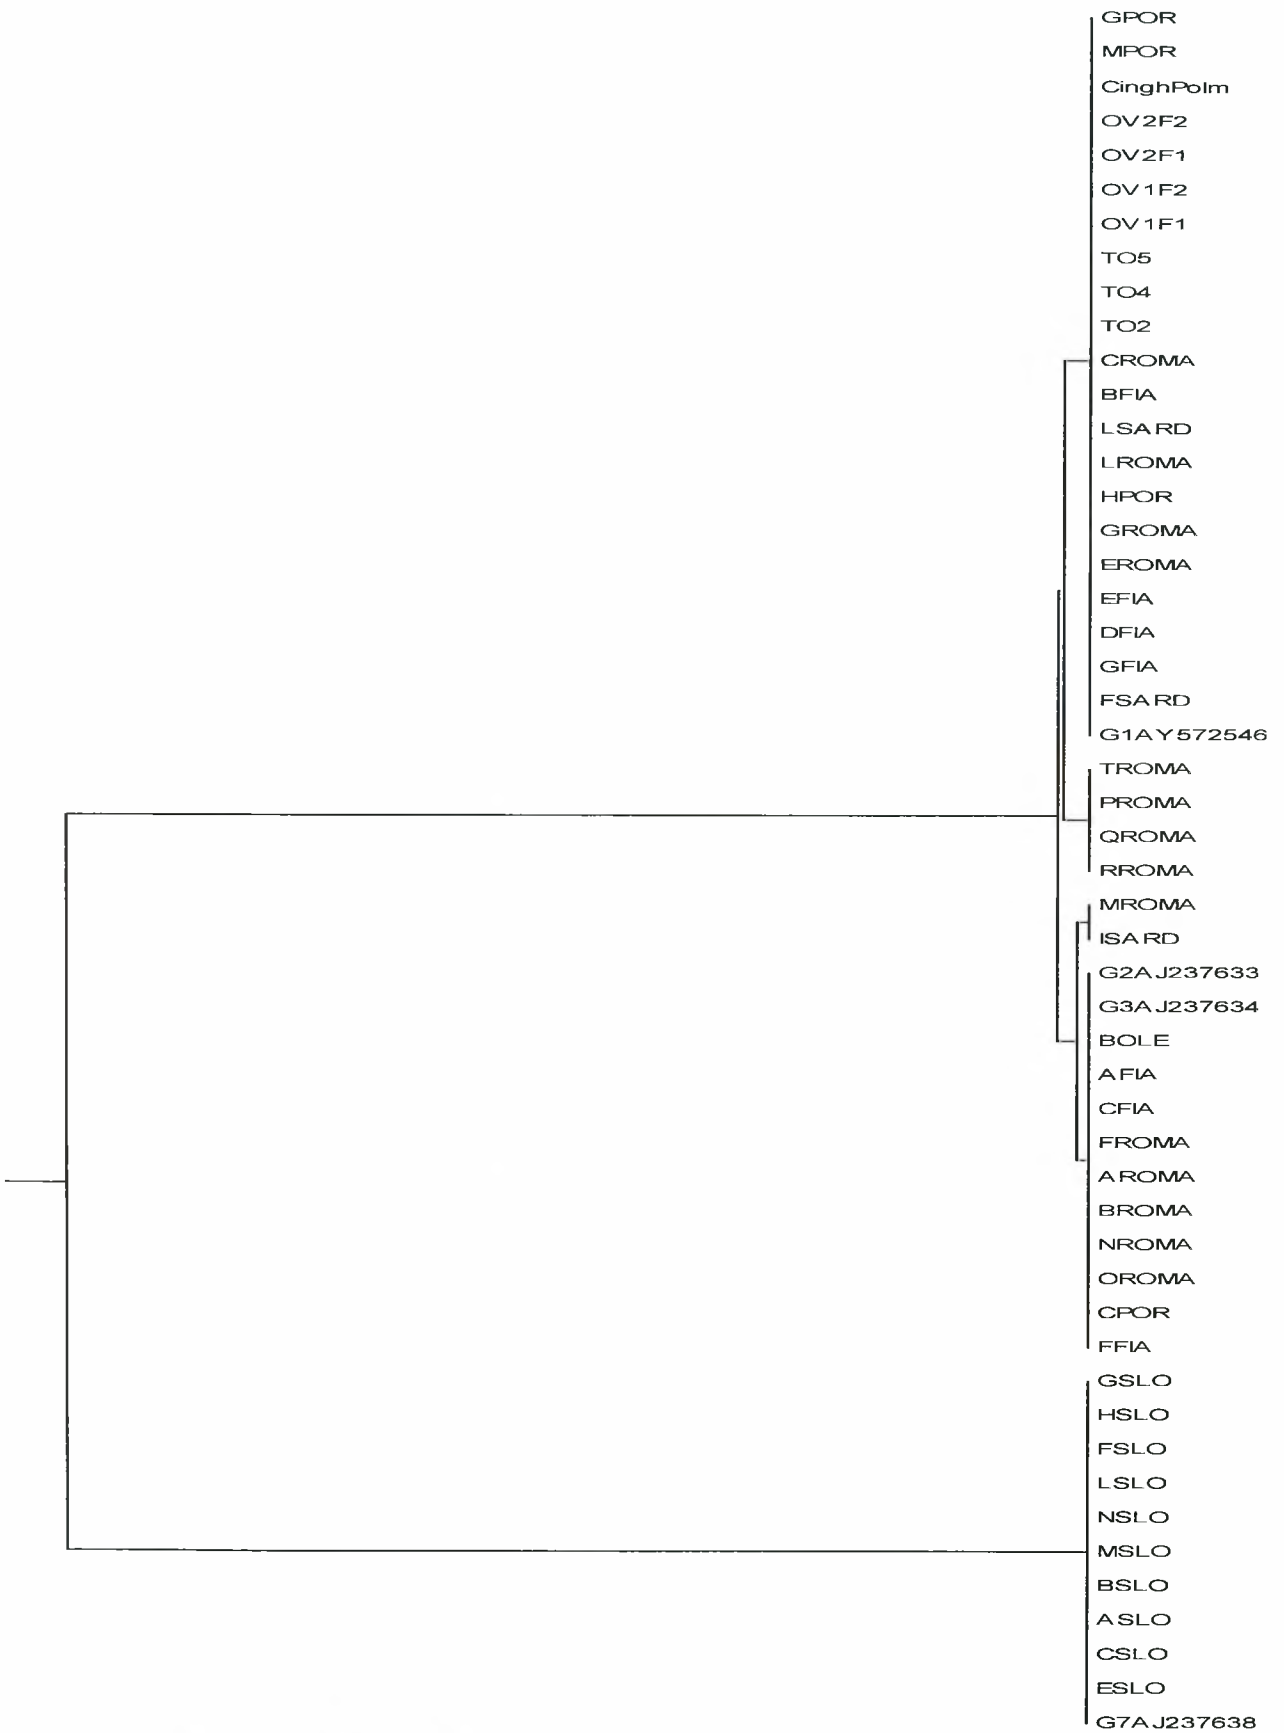 GPOR
MPOR
CinghPolm
OV2F2
OV2F1
OV1F2
OV1F1
TO5
TO4
TO2
CROMA
BFIA
LSARD
LROMA
HPOR
GROMA
EROMA
EFIA
DFIA
GFIA
FSARD
G1AY572546
TROMA
PROMA
QROMA
RROMA
MROMA
ISARD
G2AJ237633
G3AJ237634
BOLE
AFIA
CFIA
FROMA
AROMA
BROMA
NROMA
OROMA
CPOR
FFIA
GSLO
HSLO
FSLO
LSLO
NSLO
MSLO
BSLO
ASLO
CSLO
ESLO
G7AJ237638